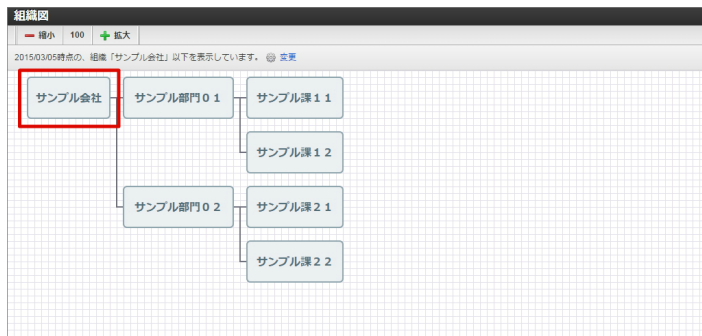 組織図
縮小 100 拡大
2015/03/05時点の、組織「サンプル会社」以下を表示しています。 変更
サンプル会社 サンプル部門０１ サンプル課１１
サンプル課１２
サンプル部門０２ サンプル課２１
サンプル課２２